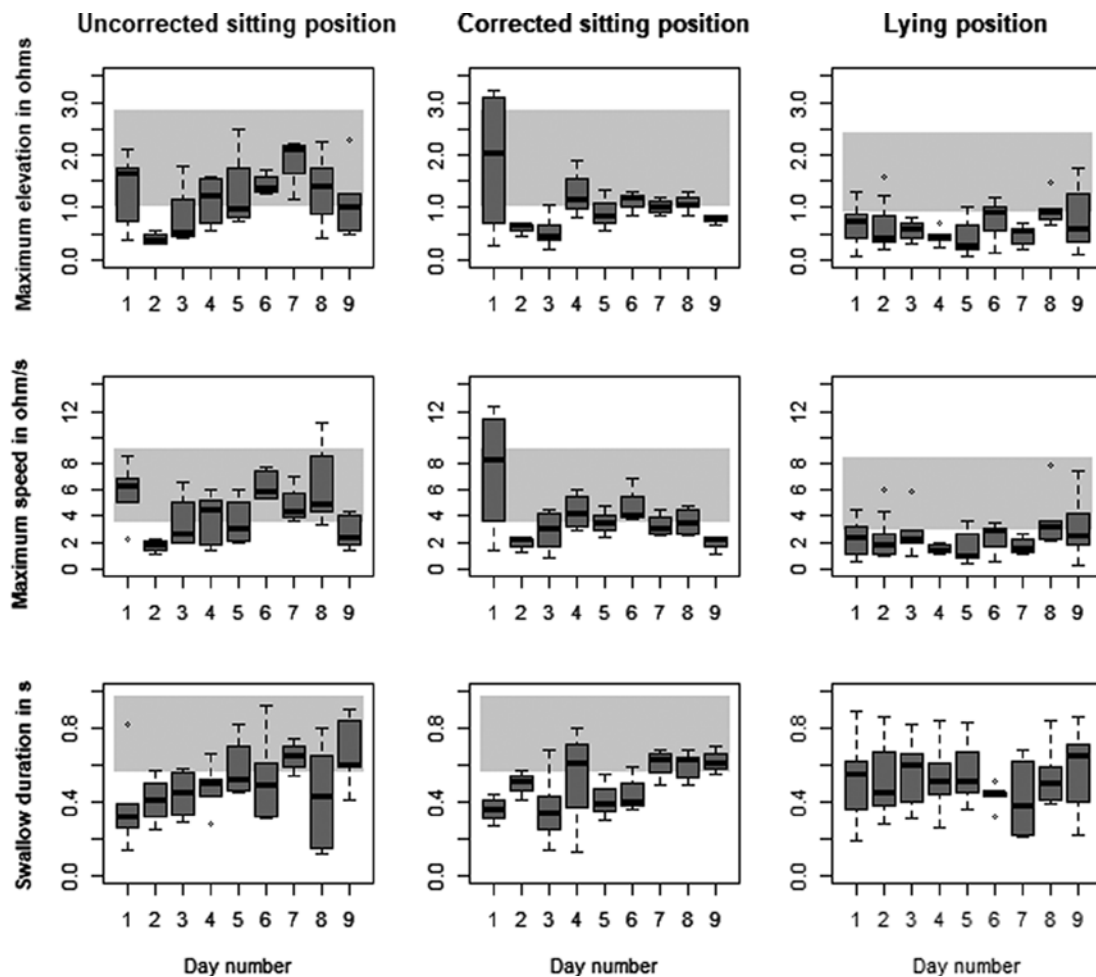 Uncorrected sitting position Corrected sitting position Lying position
Maximum elevation in ohms
3.0 3.0 3.0
2.0 2.0 2.0
1.0 1.0 1.0
0.0 0.0 0.0
1 2 3 4 5 6 7 8 9 1 2 3 4 5 6 7 8 9 1 2 3 4 5 6 7 8 9
Maximum speed in ohm/s
12 12 12
8 8 8
6 6 6
4 4 4
2 2 2
0 0 0
1 2 3 4 5 6 7 8 9 1 2 3 4 5 6 7 8 9 1 2 3 4 5 6 7 8 9
Swallow duration in s
0.8 0.8 0.8
0.4 0.4 0.4
0.0 0.0 0.0
1 2 3 4 5 6 7 8 9 1 2 3 4 5 6 7 8 9 1 2 3 4 5 6 7 8 9
Day number Day number Day number